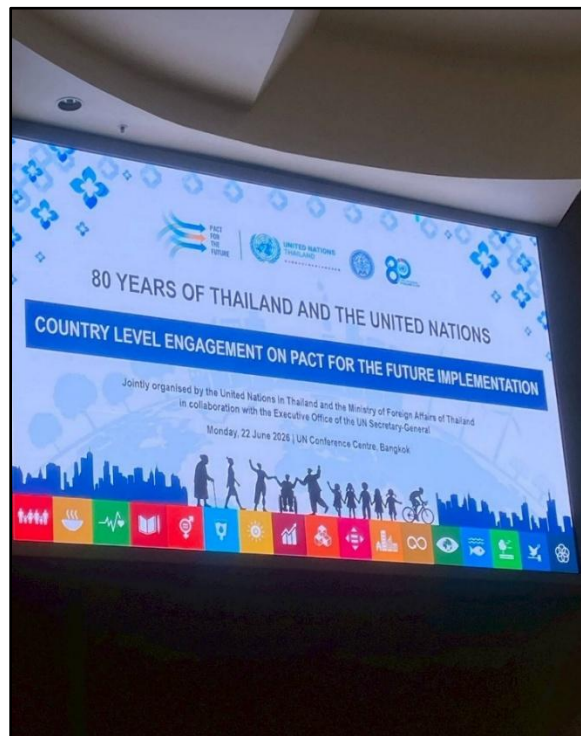 PACT
FOR
THE
FUTURE
UNITED NATIONS
THAILAND
80
80 YEARS OF THAILAND AND THE UNITED NATIONS
COUNTRY LEVEL ENGAGEMENT ON PACT FOR THE FUTURE IMPLEMENTATION
Jointly organised by the United Nations in Thailand and the Ministry of Foreign Affairs of Thailand
in collaboration with the Executive Office of the UN Secretary-General
Monday, 22 June 2026 | UN Conference Centre, Bangkok